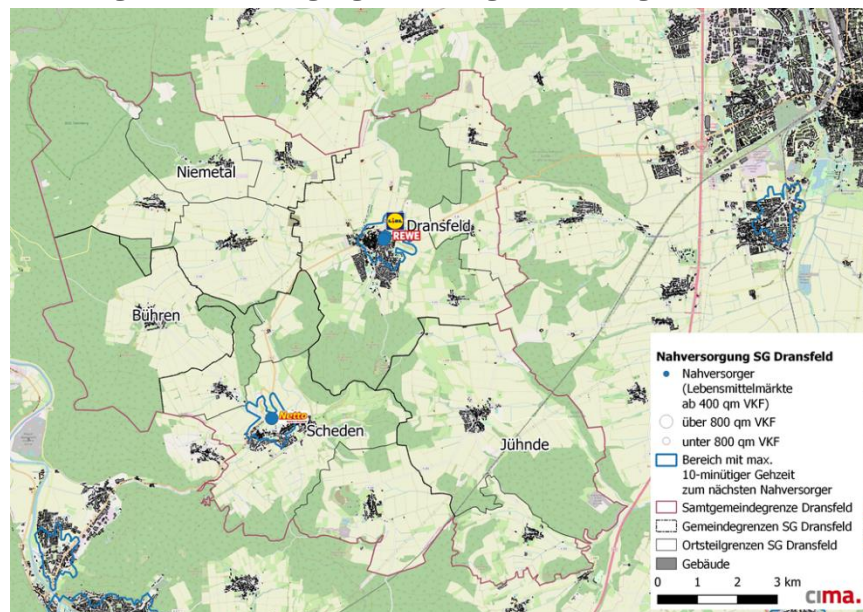 Niemetal
LIDL
Dransfeld
REWE
Bühren
Netto
Scheden
Jühnde
Nahversorgung SG Dransfeld
Nahversorger
(Lebensmittelmärkte
ab 400 qm VKF)
über 800 qm VKF
unter 800 qm VKF
Bereich mit max.
10-minütiger Gehzeit
zum nächsten Nahversorger
Samtgemeindegrenze Dransfeld
Gemeindegrenzen SG Dransfeld
Ortsteilgrenzen SG Dransfeld
Gebäude
0 1 2 3 km
cima.